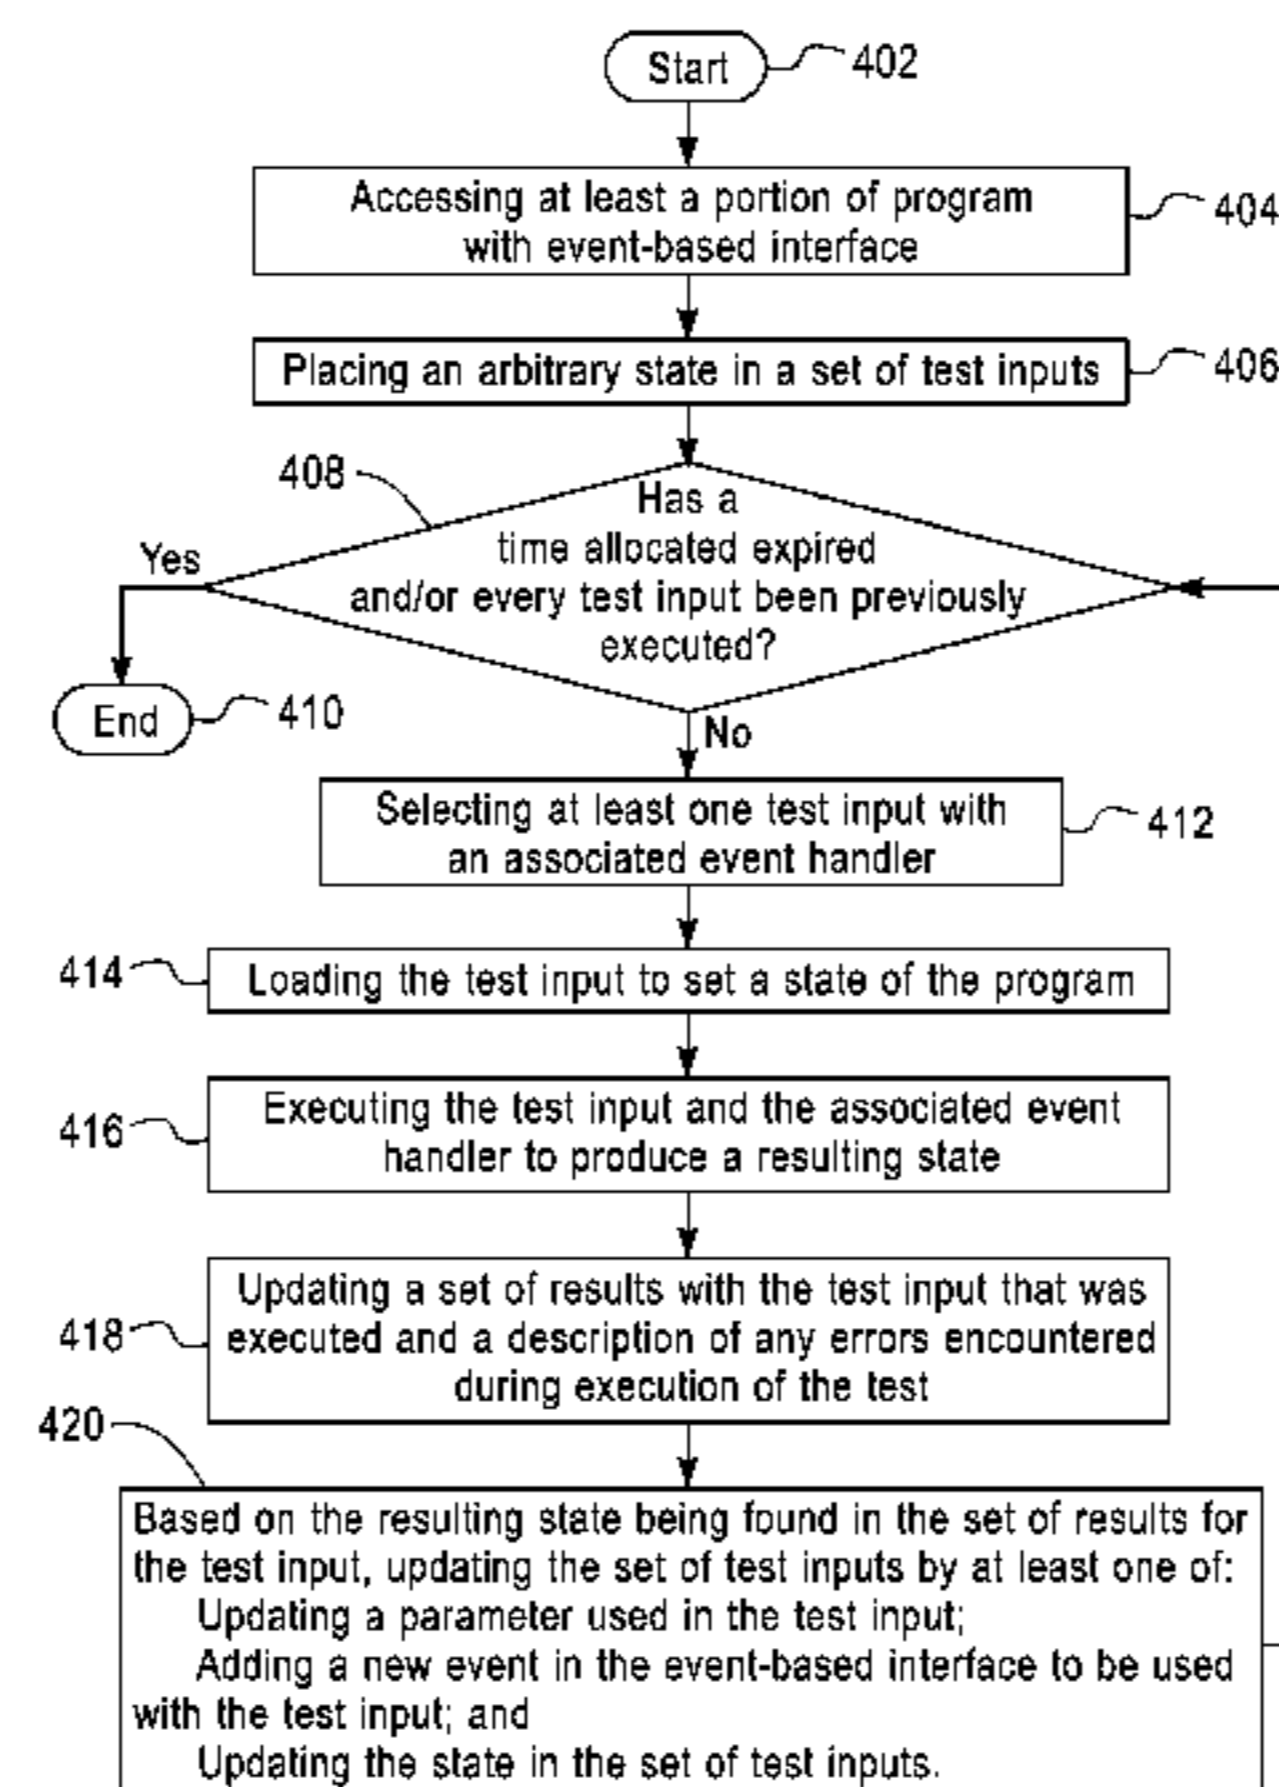 Start
402
Accessing at least a portion of program
with event-based interface
404
Placing an arbitrary state in a set of test inputs
406
408
Has a
time allocated expired
and/or every test input been previously
executed?
Yes
End
410
No
Selecting at least one test input with
an associated event handler
412
414
Loading the test input to set a state of the program
416
Executing the test input and the associated event
handler to produce a resulting state
418
Updating a set of results with the test input that was
executed and a description of any errors encountered
during execution of the test
420
Based on the resulting state being found in the set of results for
the test input, updating the set of test inputs by at least one of:
Updating a parameter used in the test input;
Adding a new event in the event-based interface to be used
with the test input; and
Updating the state in the set of test inputs.